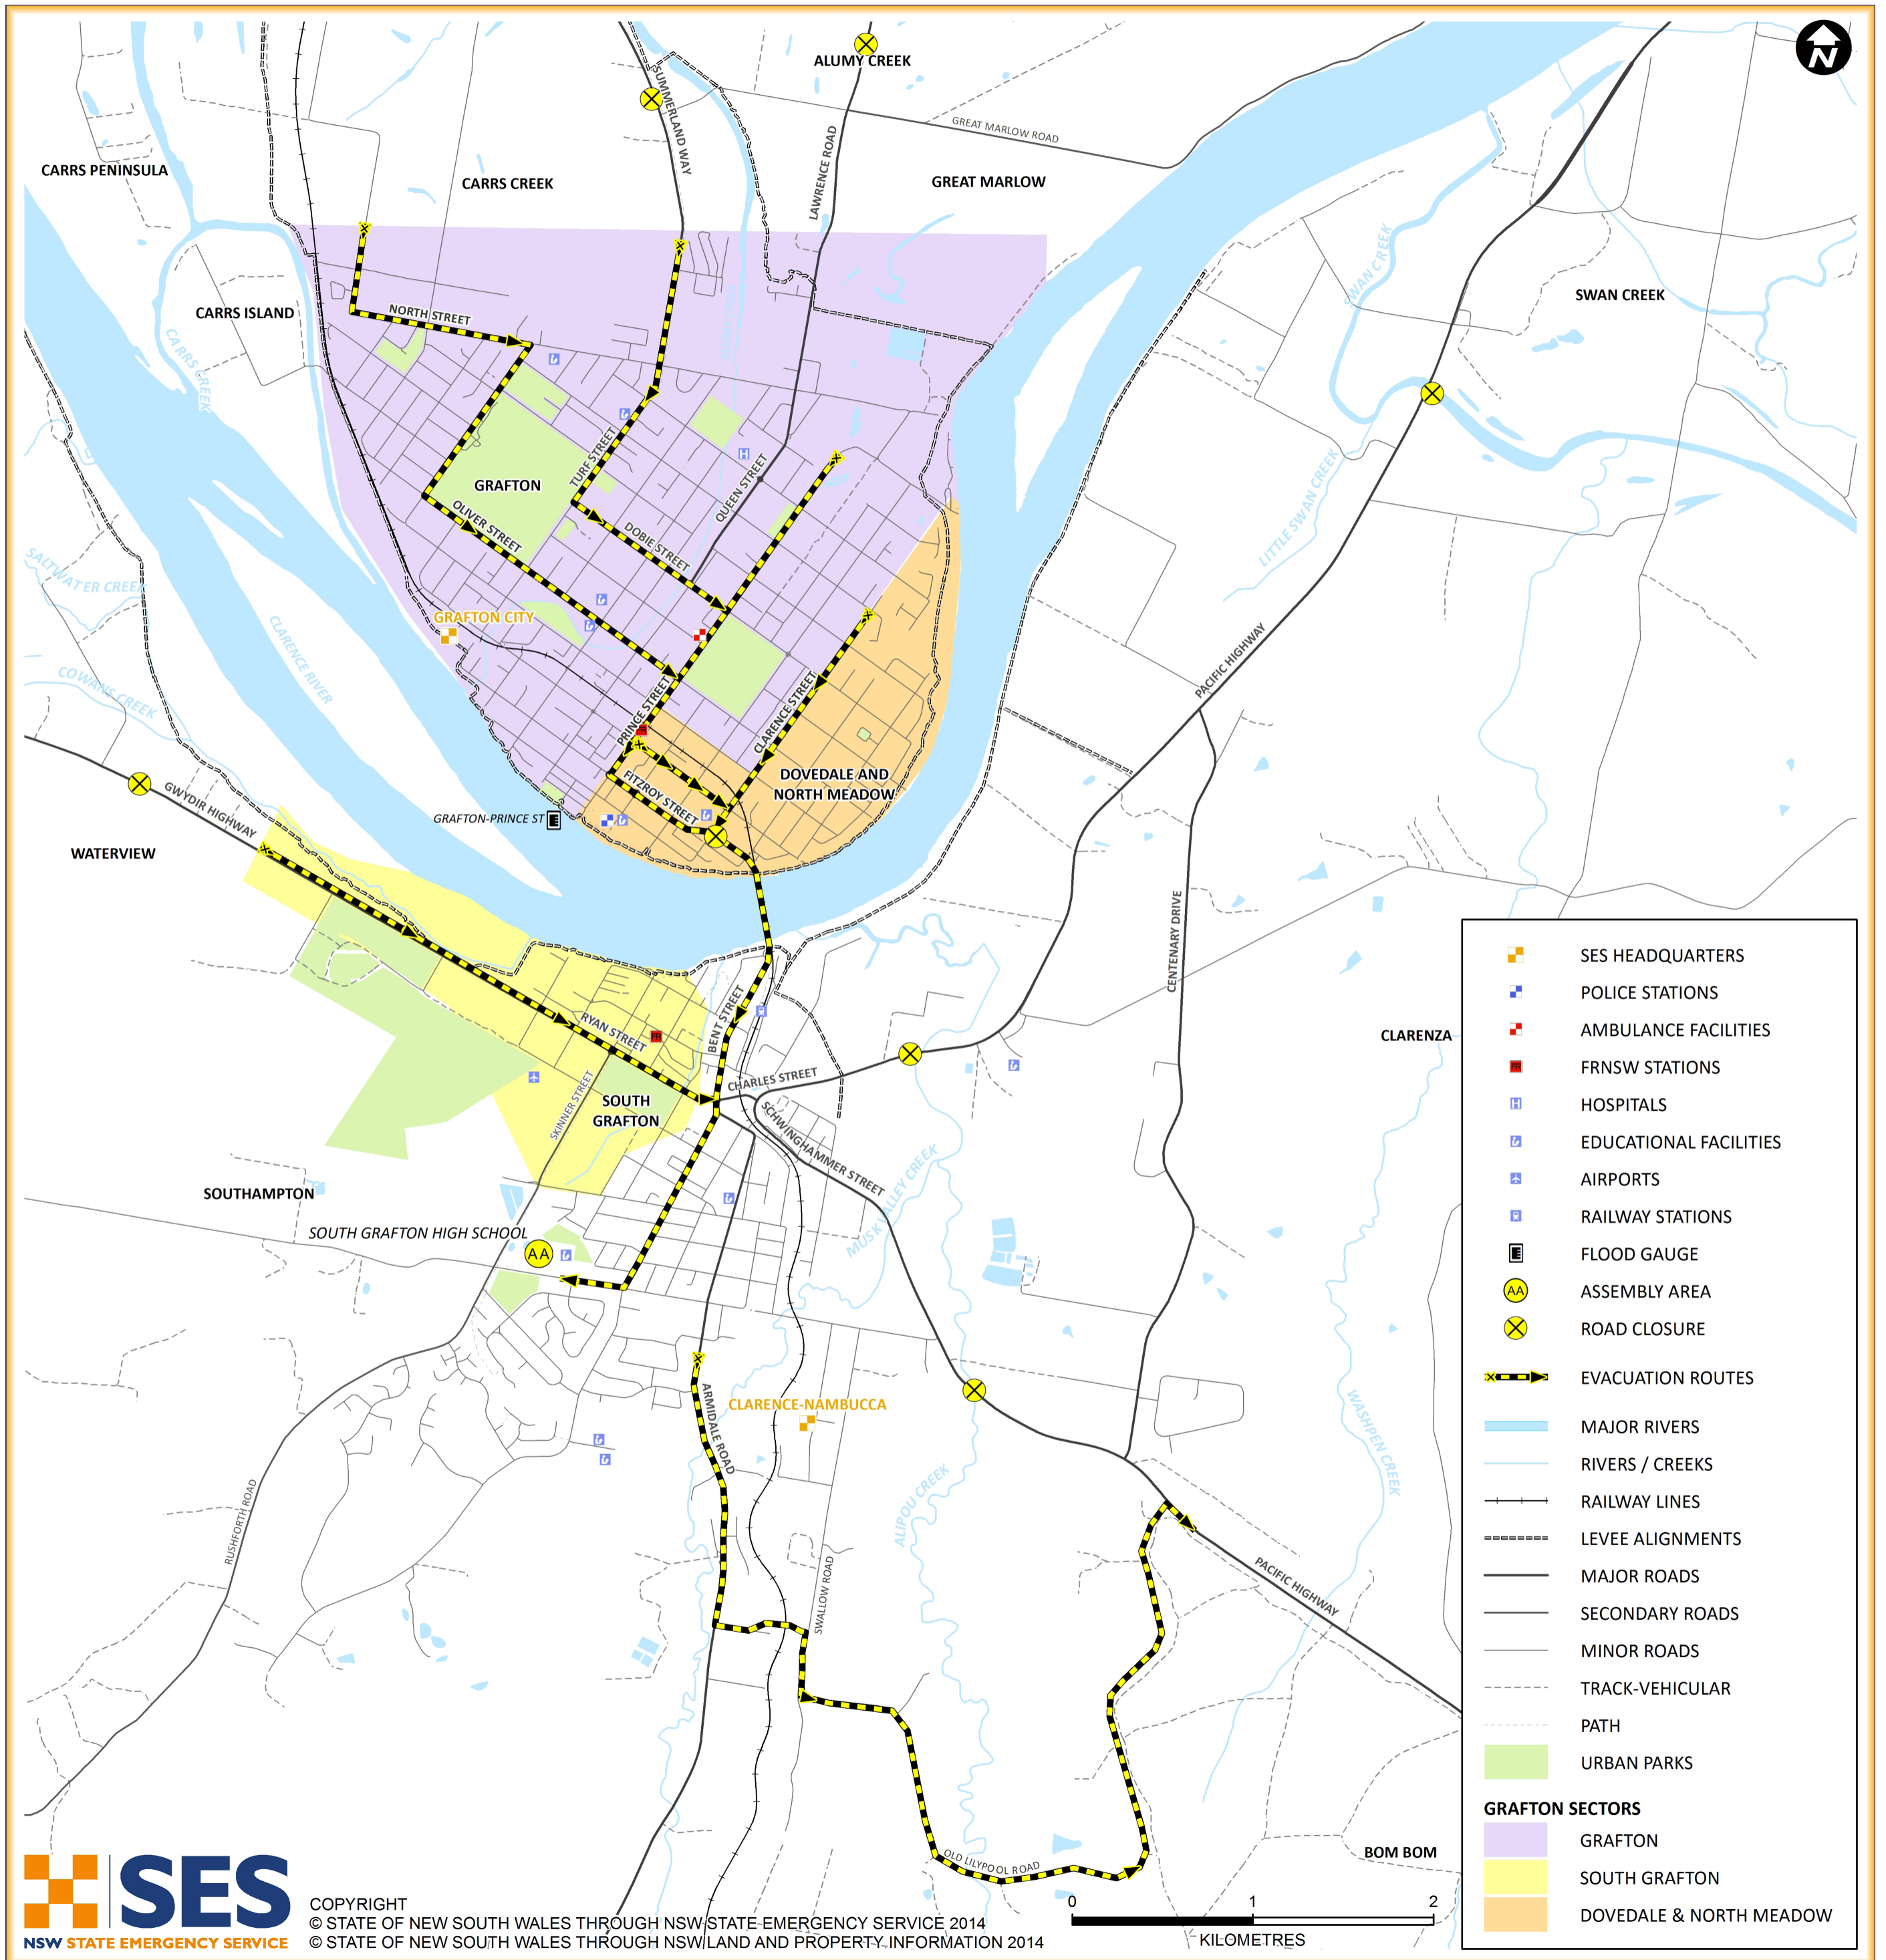 ALUMY CREEK
SUMMERLAND WAY
GREAT MARLOW ROAD
LAWRENCE ROAD
CARRS PENINSULA
CARRS CREEK
GREAT MARLOW
N
SWAN CREEK
SWAN CREEK
CARRS ISLAND
NORTH STREET
CARRS CREEK
TURF STREET
GRAFTON
QUEEN STREET
OLIVER STREET
DOBIE STREET
LITTLE SWAN CREEK
SALTWATER CREEK
GRAFTON CITY
CLARENCE RIVER
COWANS CREEK
PACIFIC HIGHWAY
PRINCE STREET
CLARENCE STREET
DOVEDALE AND
NORTH MEADOW
FITZROY STREET
GWYDIR HIGHWAY
GRAFTON-PRINCE ST
WATERVIEW
CENTENARY DRIVE
BENT STREET
RYAN STREET
CLARENZA
CHARLES STREET
SKINNER STREET
SOUTH
GRAFTON
SCHWINGHAMMER STREET
MUSK VALLEY CREEK
SOUTHAMPTON
SOUTH GRAFTON HIGH SCHOOL
AA
ARMIDALE ROAD
CLARENCE-NAMBUCCA
WASHPEN CREEK
ALIPOU CREEK
RUSHFORTH ROAD
SWALLOW ROAD
PACIFIC HIGHWAY
OLD LILYPOOL ROAD
BOM BOM
SES HEADQUARTERS
POLICE STATIONS
AMBULANCE FACILITIES
FRNSW STATIONS
H HOSPITALS
EDUCATIONAL FACILITIES
AIRPORTS
RAILWAY STATIONS
FLOOD GAUGE
AA ASSEMBLY AREA
ROAD CLOSURE
EVACUATION ROUTES
MAJOR RIVERS
RIVERS / CREEKS
RAILWAY LINES
LEVEE ALIGNMENTS
MAJOR ROADS
SECONDARY ROADS
MINOR ROADS
TRACK-VEHICULAR
PATH
URBAN PARKS
GRAFTON SECTORS
GRAFTON
SOUTH GRAFTON
DOVEDALE & NORTH MEADOW
0 1 2
KILOMETRES
SES
NSW STATE EMERGENCY SERVICE
COPYRIGHT
© STATE OF NEW SOUTH WALES THROUGH NSW STATE EMERGENCY SERVICE 2014
© STATE OF NEW SOUTH WALES THROUGH NSW LAND AND PROPERTY INFORMATION 2014